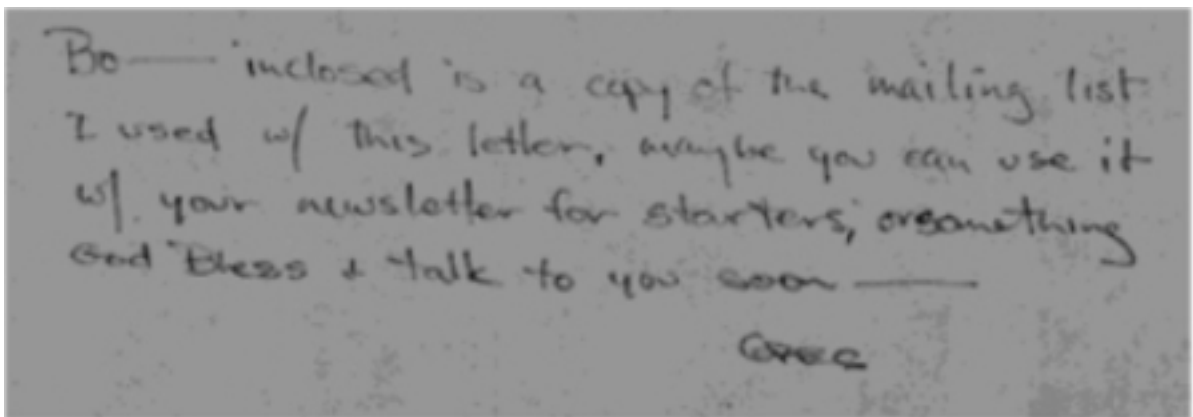 Bo — inclosed is a copy of the mailing list
I used w/ this letter, maybe you can use it
w/ your newsletter for starters, or something
God Bless & talk to you soon —
Greg